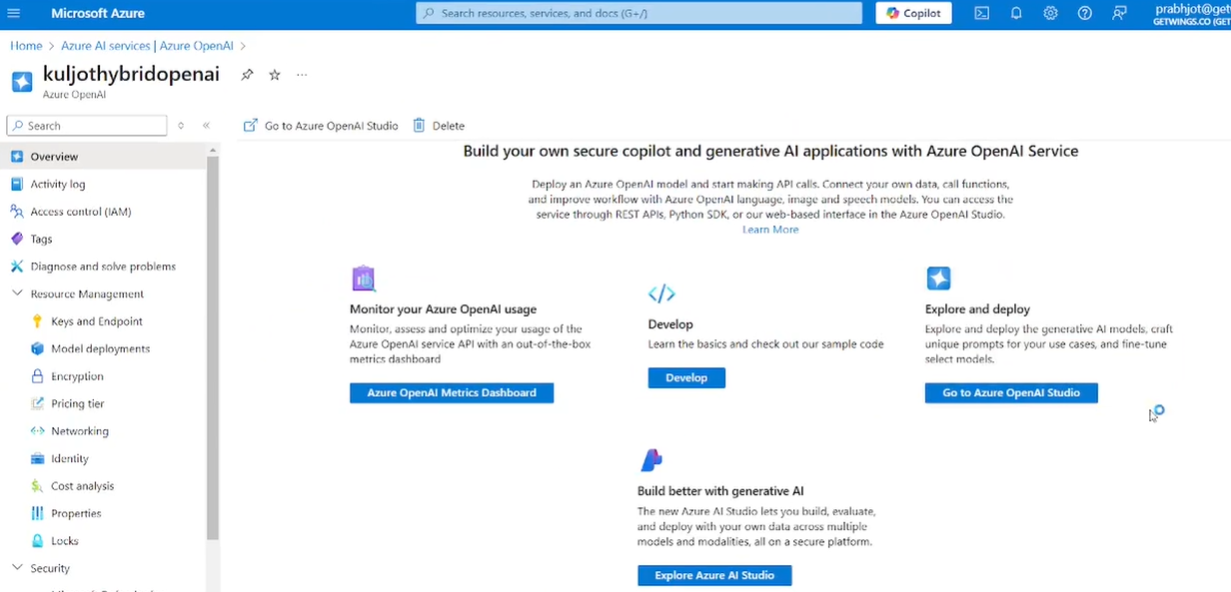 Microsoft Azure
Search resources, services, and docs (G+/)
Copilot
prabhjot@get
GETWINGS.CO (GET
Home > Azure AI services | Azure OpenAI >
kuljothybridopenai
...
Azure OpenAI
Search
Go to Azure OpenAI Studio
Delete
Overview
Activity log
Access control (IAM)
Tags
Diagnose and solve problems
Resource Management
Keys and Endpoint
Model deployments
Encryption
Pricing tier
Networking
Identity
Cost analysis
Properties
Locks
Security
Build your own secure copilot and generative AI applications with Azure OpenAI Service
Deploy an Azure OpenAI model and start making API calls. Connect your own data, call functions,
and improve workflow with Azure OpenAI language, image and speech models. You can access the
service through REST APIs, Python SDK, or our web-based interface in the Azure OpenAI Studio.
Learn More
Monitor your Azure OpenAI usage
Monitor, assess and optimize your usage of the
Azure OpenAI service API with an out-of-the-box
metrics dashboard
Azure OpenAI Metrics Dashboard
Develop
Learn the basics and check out our sample code
Develop
Explore and deploy
Explore and deploy the generative AI models, craft
unique prompts for your use cases, and fine-tune
select models.
Go to Azure OpenAI Studio
Build better with generative AI
The new Azure AI Studio lets you build, evaluate,
and deploy with your own data across multiple
models and modalities, all on a secure platform.
Explore Azure AI Studio